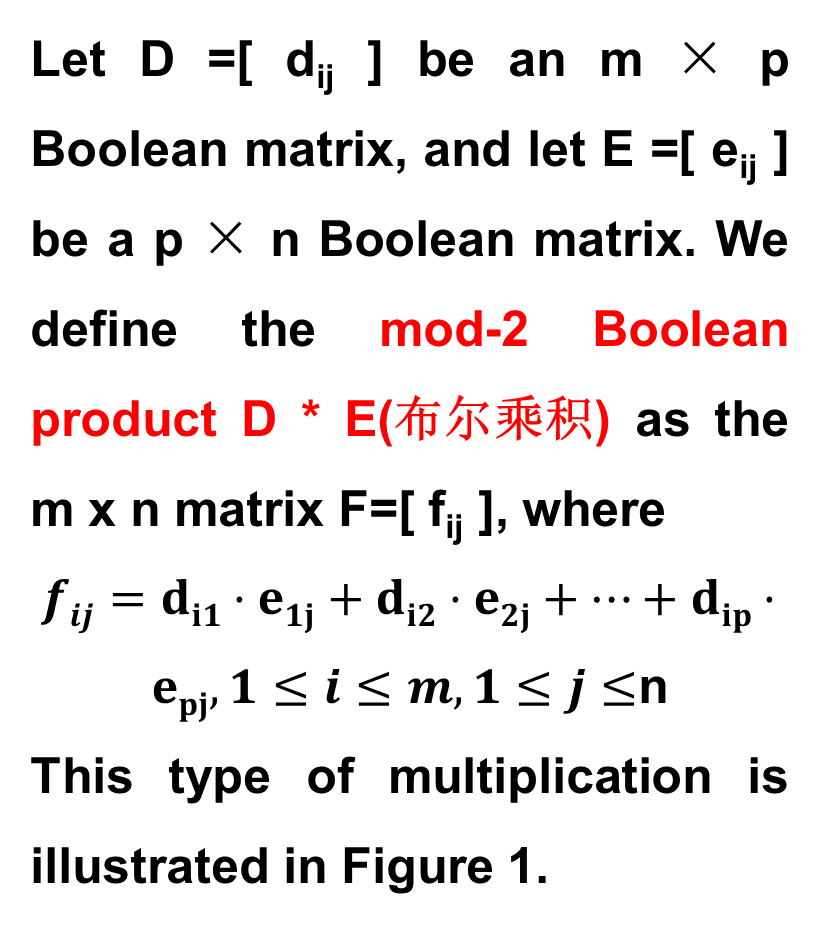 Let D =[ dij ] be an m × p
Boolean matrix, and let E =[ eij ]
be a p × n Boolean matrix. We
define the mod-2 Boolean
product D * E(布尔乘积) as the
m x n matrix F=[ fij ], where
fij = di1 · e1j + di2 · e2j + ··· + dip ·
epj, 1 ≤ i ≤ m, 1 ≤ j ≤n
This type of multiplication is
illustrated in Figure 1.